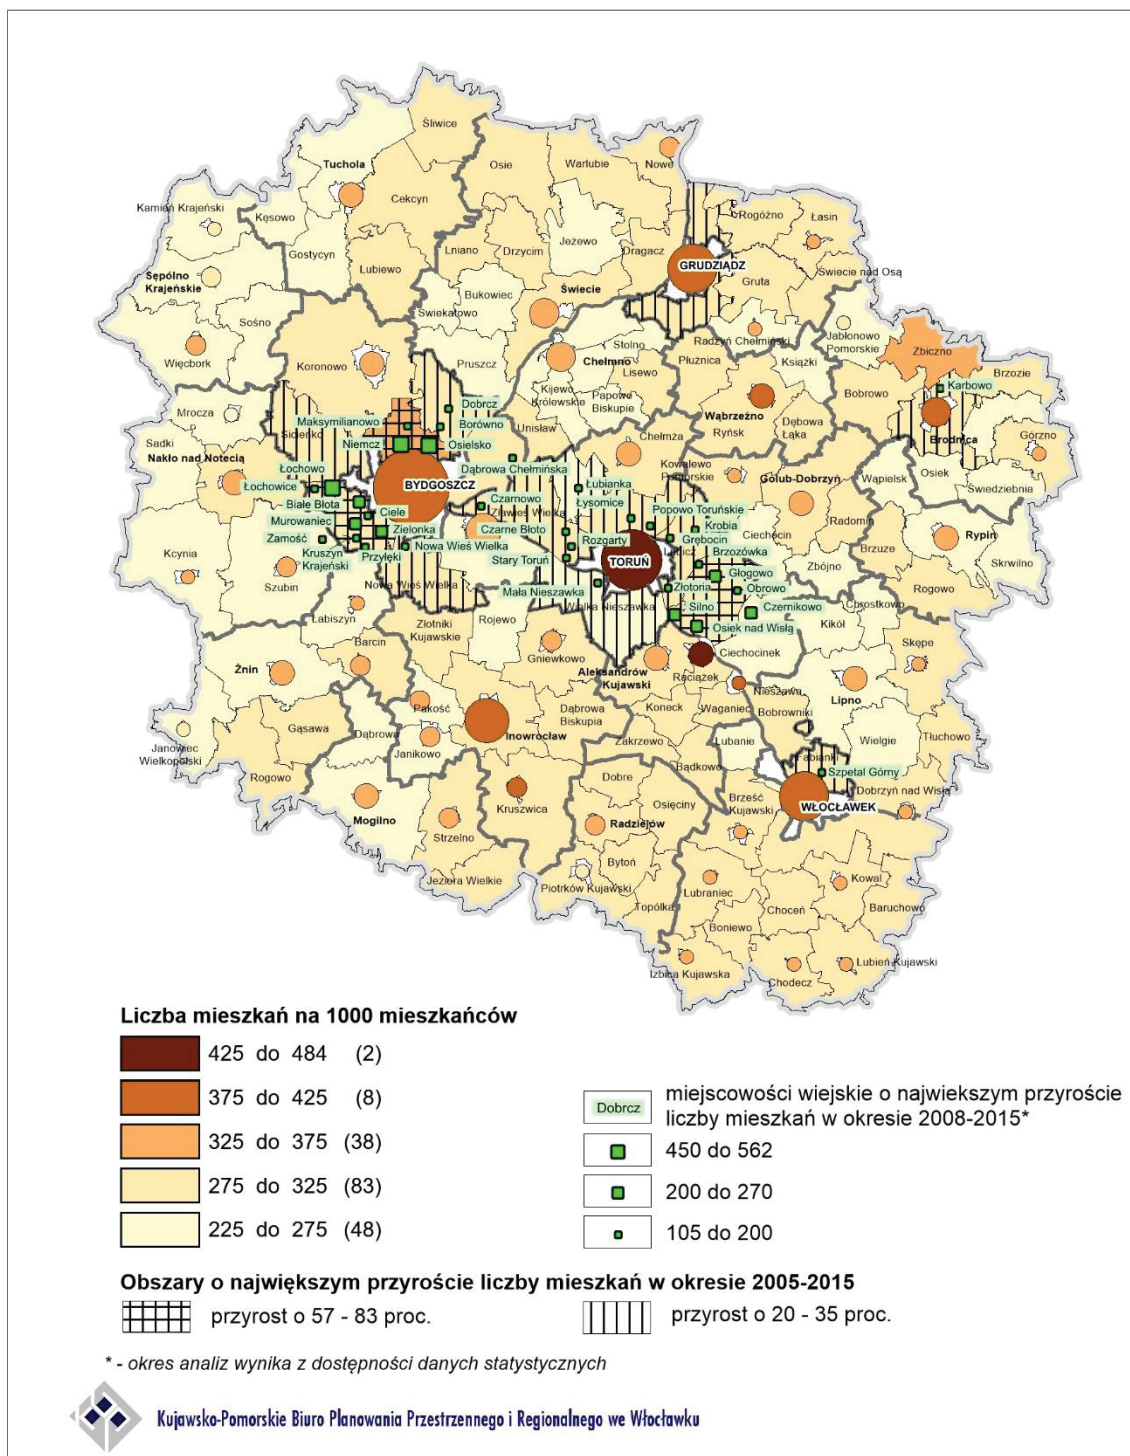 Śliwice
Tuchola
Osie
Warlubie
Nowe
Cekcyn
Kamień Krajeński
Kęsowo
Rogóźno
Łasin
Gostycyn
Lniano
Drzycim
Jeżewo
Dragacz
GRUDZIĄDZ
Lubiewo
Świecie nad Osą
Sępólno
Krajeńskie
Bukowiec
Świecie
Gruta
Sośno
Świekatowo
Radzyń Chełmiński
Jabłonowo
Pomorskie
Stolno
Zbiczno
Więcbork
Koronowo
Pruszcz
Chełmno
Lisewo
Płużnica
Książki
Brzozie
Karbowo
Kijewo
Królewskie
Papowo
Biskupie
Bobrowo
Mrocza
Dobrcz
Wąbrzeźno
Maksymilianowo
Borówno
Unisław
Dębowa
Łąka
Brodnica
Górzno
Sadki
Sicienko
Niemcz
Osielsko
Chełmża
Ryńsk
Nakło nad Notecią
Łochowo
Dąbrowa Chełmińska
Kowalewo
Pomorskie
Golub-Dobrzyń
Wąpielsk
Osiek
Świedziebnia
Łochowice
BYDGOSZCZ
Czarnowo
Łubianka
Łysomice
Białe Błota
Ciele
Zławieś Wielka
Popowo Toruńskie
Radomin
Murowaniec
Zielonka
Czarne Błoto
Rozgarty
Krobia
Grębocin
Ciechocin
Rypin
Zamość
Nowa Wieś Wielka
Brzuze
Kruszyn
Krajeński
Przyłęki
Stary Toruń
TORUŃ
Lubicz
Brzozówka
Zbójno
Skrwilno
Kcynia
Szubin
Nowa Wieś Wielka
Mała Nieszawka
Głogowo
Złotoria
Obrowo
Rogowo
Wielka Nieszawka
Silno
Czernikowo
Chrostkowo
Łabiszyn
Złotniki
Kujawskie
Rojewo
Osiek nad Wisłą
Kikół
Barcin
Gniewkowo
Ciechocinek
Skępe
Żnin
Aleksandrów
Kujawski
Raciążek
Pakość
Koneck
Waganiec
Nieszawa
Lipno
Dąbrowa
Biskupia
Bobrowniki
Gąsawa
Dąbrowa
Inowrocław
Zakrzewo
Lubanie
Wielgie
Tłuchowo
Janowiec
Wielkopolski
Janikowo
Bądkowo
Fabianki
Rogowo
Dobre
Szpetal Górny
Kruszwica
Osięciny
Brześć
Kujawski
WŁOCŁAWEK
Dobrzyń nad Wisłą
Mogilno
Strzelno
Radziejów
Bytoń
Kowal
Jeziora Wielkie
Piotrków Kujawski
Lubraniec
Choceń
Baruchowo
Topólka
Boniewo
Izbica Kujawska
Chodecz
Lubień Kujawski
Liczba mieszkań na 1000 mieszkańców
425 do 484 (2)
375 do 425 (8)
325 do 375 (38)
275 do 325 (83)
225 do 275 (48)
Dobrcz
miejscowości wiejskie o najwiekszym przyroście
liczby mieszkań w okresie 2008-2015*
450 do 562
200 do 270
105 do 200
Obszary o największym przyroście liczby mieszkań w okresie 2005-2015
przyrost o 57 - 83 proc.
przyrost o 20 - 35 proc.
* - okres analiz wynika z dostępności danych statystycznych
Kujawsko-Pomorskie Biuro Planowania Przestrzennego i Regionalnego we Włocławku